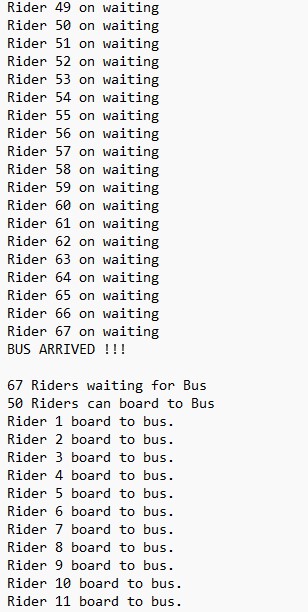 Rider 49 on waiting
Rider 50 on waiting
Rider 51 on waiting
Rider 52 on waiting
Rider 53 on waiting
Rider 54 on waiting
Rider 55 on waiting
Rider 56 on waiting
Rider 57 on waiting
Rider 58 on waiting
Rider 59 on waiting
Rider 60 on waiting
Rider 61 on waiting
Rider 62 on waiting
Rider 63 on waiting
Rider 64 on waiting
Rider 65 on waiting
Rider 66 on waiting
Rider 67 on waiting
BUS ARRIVED !!!
67 Riders waiting for Bus
50 Riders can board to Bus
Rider 1 board to bus.
Rider 2 board to bus.
Rider 3 board to bus.
Rider 4 board to bus.
Rider 5 board to bus.
Rider 6 board to bus.
Rider 7 board to bus.
Rider 8 board to bus.
Rider 9 board to bus.
Rider 10 board to bus.
Rider 11 board to bus.